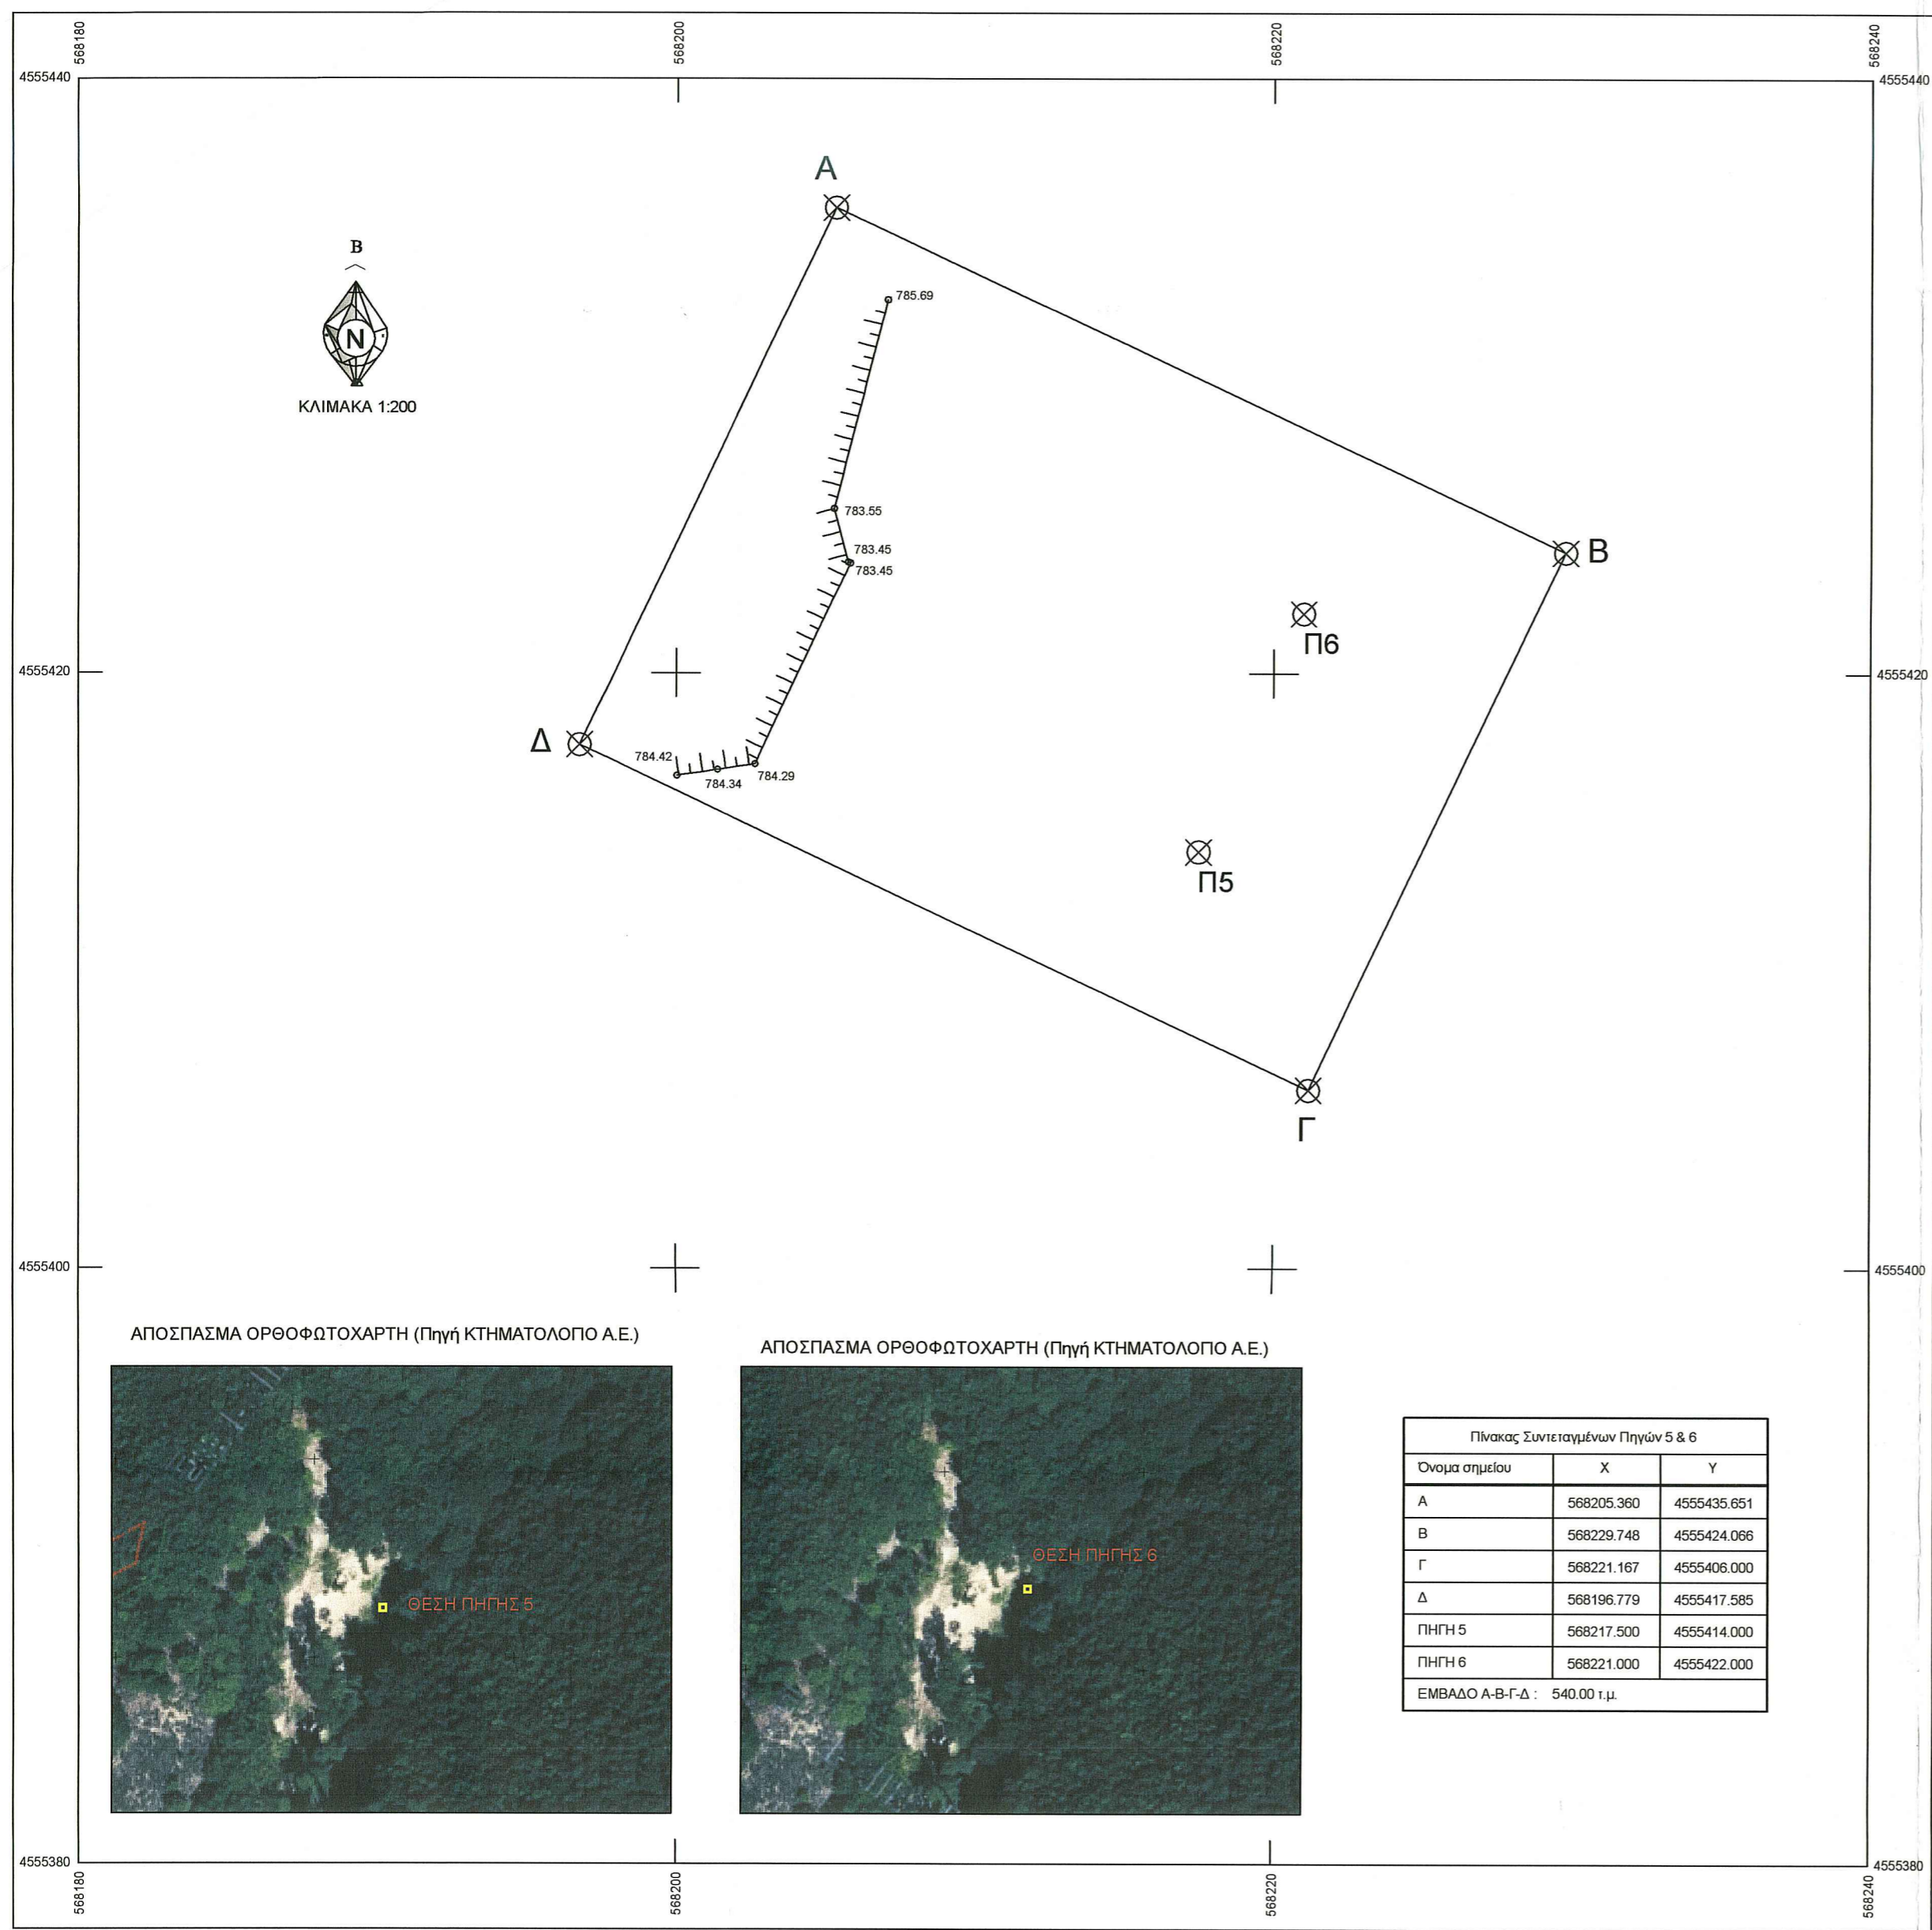 568180
568200
568220
568240
4555440
4555440
Α
Β
N
ΚΛΙΜΑΚΑ 1:200
785.69
783.55
783.45
783.45
Β
Π6
4555420
4555420
Δ
784.42
784.34
784.29
Π5
Γ
4555400
4555400
ΑΠΟΣΠΑΣΜΑ ΟΡΘΟΦΩΤΟΧΑΡΤΗ (Πηγή ΚΤΗΜΑΤΟΛΟΓΙΟ Α.Ε.)
ΑΠΟΣΠΑΣΜΑ ΟΡΘΟΦΩΤΟΧΑΡΤΗ (Πηγή ΚΤΗΜΑΤΟΛΟΓΙΟ Α.Ε.)
ΘΕΣΗ ΠΗΓΗΣ 5
ΘΕΣΗ ΠΗΓΗΣ 6
Πίνακας Συντεταγμένων Πηγών 5 & 6
Όνομα σημείου Χ Υ
Α 568205.360 4555435.651
Β 568229.748 4555424.066
Γ 568221.167 4555406.000
Δ 568196.779 4555417.585
ΠΗΓΗ 5 568217.500 4555414.000
ΠΗΓΗ 6 568221.000 4555422.000
ΕΜΒΑΔΟ Α-Β-Γ-Δ : 540.00 τ.μ.
4555380
4555380
568180
568200
568220
568240